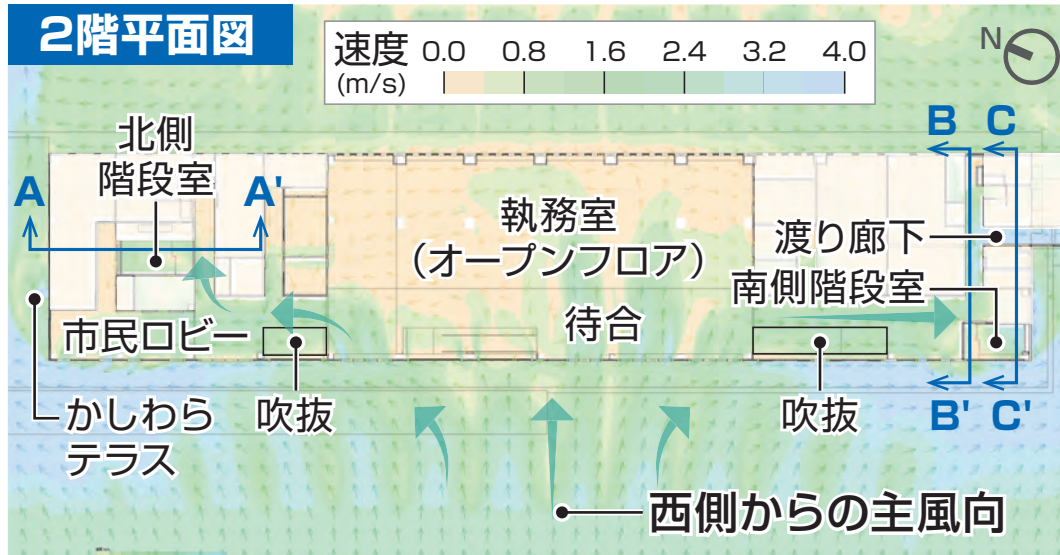 2階平面図
速度 0.0 0.8 1.6 2.4 3.2 4.0
(m/s)
N
B C
北側
階段室
A A'
執務室
(オープンフロア)
渡り廊下
南側階段室
市民ロビー
待合
かしわら
テラス
吹抜
吹抜
B' C'
西側からの主風向